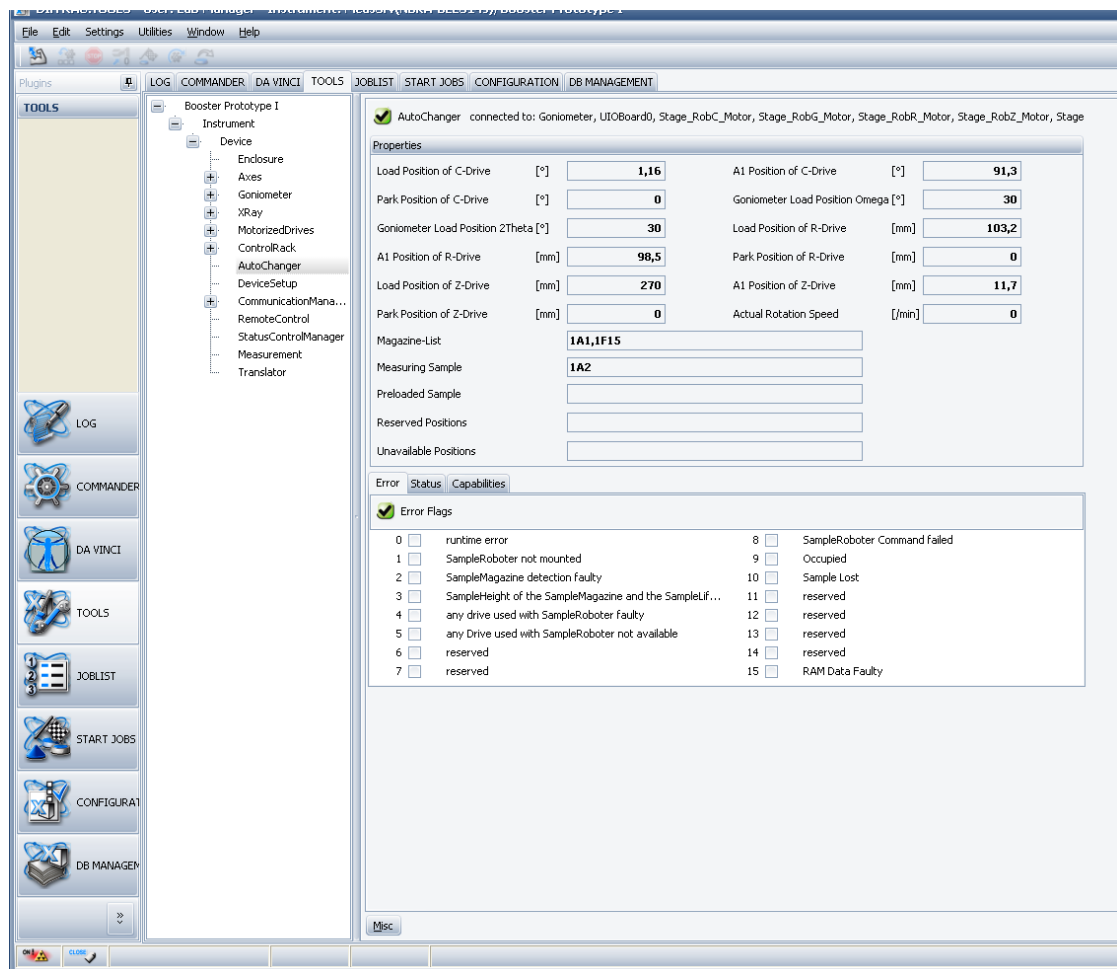 File Edit Settings Utilities Window Help
Plugins
LOG COMMANDER DA VINCI TOOLS JOBLIST START JOBS CONFIGURATION DB MANAGEMENT
TOOLS
Booster Prototype I
Instrument
Device
Enclosure
Axes
Goniometer
XRay
MotorizedDrives
ControlRack
AutoChanger
DeviceSetup
CommunicationMana...
RemoteControl
StatusControlManager
Measurement
Translator
LOG
COMMANDER
DA VINCI
TOOLS
JOBLIST
START JOBS
CONFIGURAT
DB MANAGEM
AutoChanger connected to: Goniometer, UIOBoard0, Stage_RobC_Motor, Stage_RobG_Motor, Stage_RobR_Motor, Stage_RobZ_Motor, Stage
Properties
Load Position of C-Drive [°] 1,16 A1 Position of C-Drive [°] 91,3
Park Position of C-Drive [°] 0 Goniometer Load Position Omega [°] 30
Goniometer Load Position 2Theta [°] 30 Load Position of R-Drive [mm] 103,2
A1 Position of R-Drive [mm] 98,5 Park Position of R-Drive [mm] 0
Load Position of Z-Drive [mm] 270 A1 Position of Z-Drive [mm] 11,7
Park Position of Z-Drive [mm] 0 Actual Rotation Speed [/min] 0
Magazine-List 1A1,1F15
Measuring Sample 1A2
Preloaded Sample
Reserved Positions
Unavailable Positions
Error Status Capabilities
Error Flags
0 runtime error 8 SampleRoboter Command failed
1 SampleRoboter not mounted 9 Occupied
2 SampleMagazine detection faulty 10 Sample Lost
3 SampleHeight of the SampleMagazine and the SampleLif... 11 reserved
4 any drive used with SampleRoboter faulty 12 reserved
5 any Drive used with SampleRoboter not available 13 reserved
6 reserved 14 reserved
7 reserved 15 RAM Data Faulty
Misc
ON CLOSE